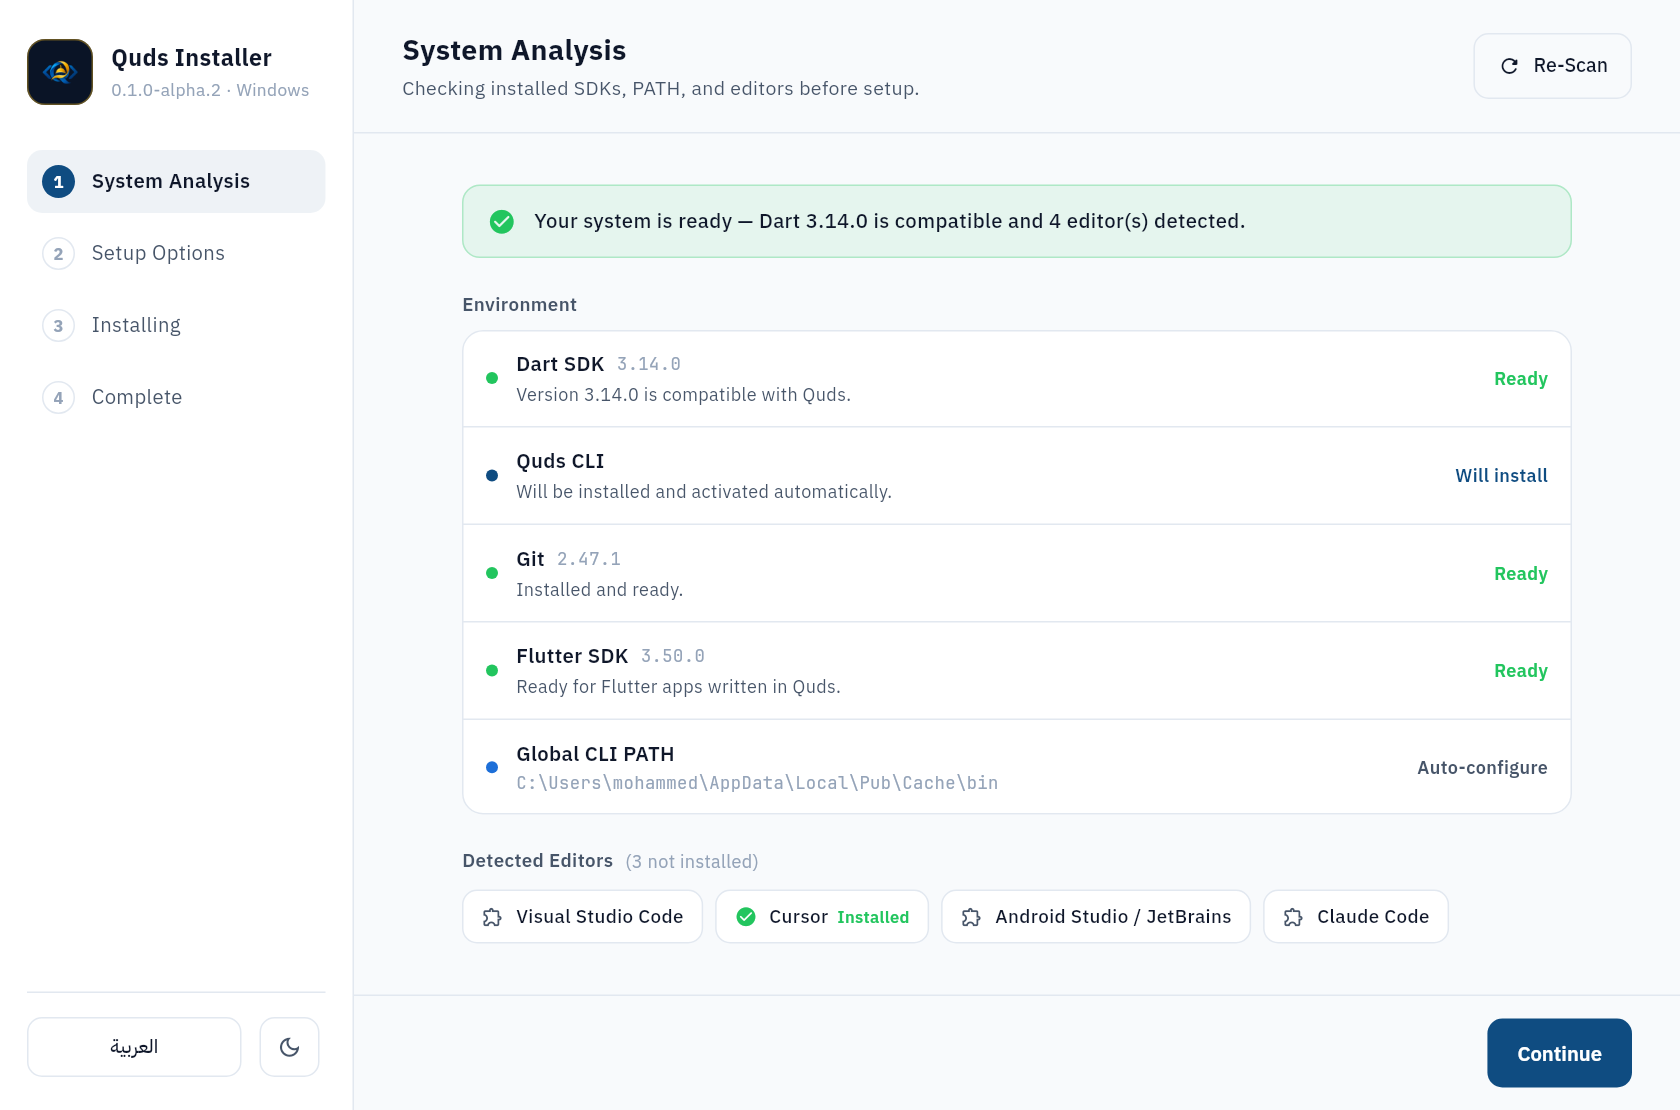 Quds Installer
0.1.0-alpha.2 · Windows
1 System Analysis
2 Setup Options
3 Installing
4 Complete
العربية
System Analysis
Checking installed SDKs, PATH, and editors before setup.
Re-Scan
Your system is ready — Dart 3.14.0 is compatible and 4 editor(s) detected.
Environment
Dart SDK 3.14.0
Version 3.14.0 is compatible with Quds.
Ready
Quds CLI
Will be installed and activated automatically.
Will install
Git 2.47.1
Installed and ready.
Ready
Flutter SDK 3.50.0
Ready for Flutter apps written in Quds.
Ready
Global CLI PATH
C:\Users\mohammed\AppData\Local\Pub\Cache\bin
Auto-configure
Detected Editors (3 not installed)
Visual Studio Code
Cursor Installed
Android Studio / JetBrains
Claude Code
Continue